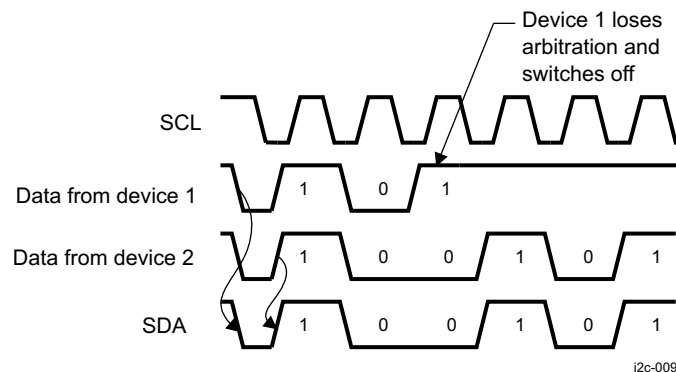 Device 1 loses
arbitration and
switches off
SCL
Data from device 1 1 0 1
Data from device 2 1 0 0 1 0 1
SDA 1 0 0 1 0 1
i2c-009